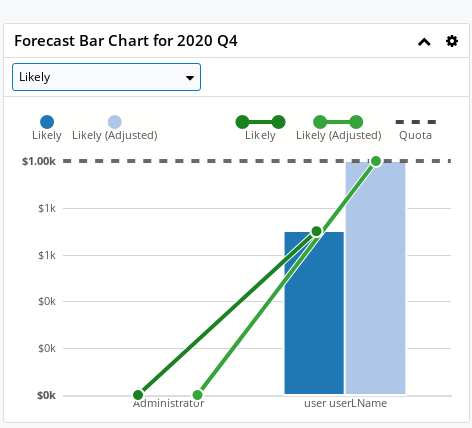 Forecast Bar Chart for 2020 Q4
Likely
Likely Likely (Adjusted) Likely Likely (Adjusted) Quota
$1.00k
$1k
$1k
$0k
$0k
$0k
Administrator user userLName